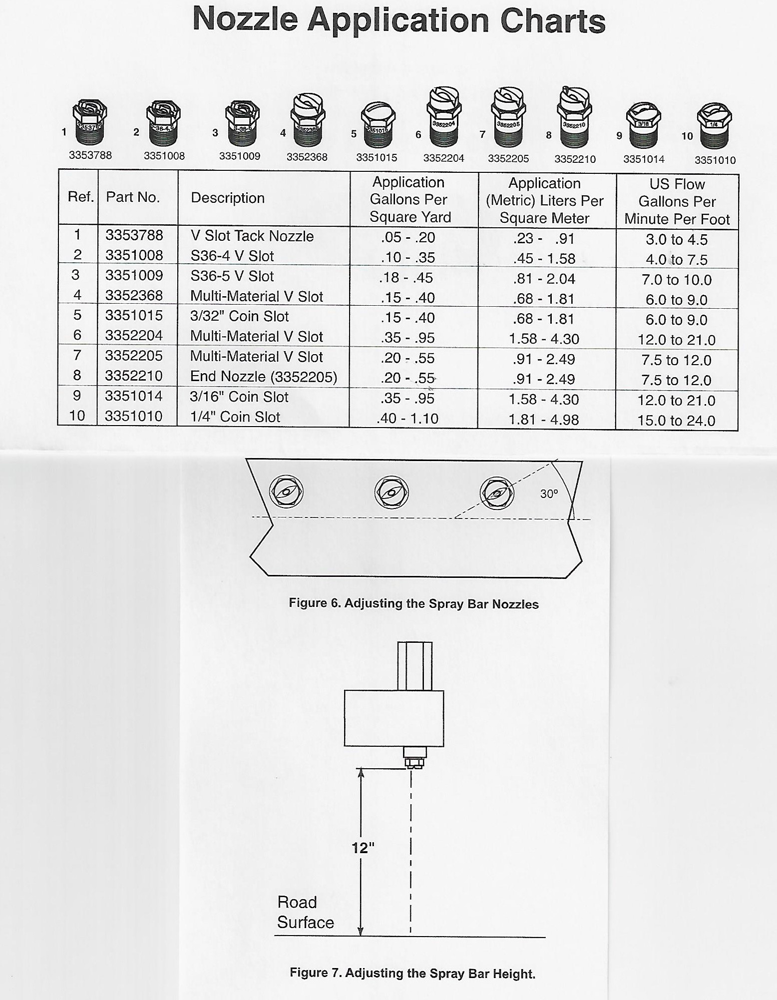 Nozzle Application Charts
1 2 3 4 5 6 7 8 9 10
3352204 3352205 3352210 3/16 1/4
3353788 3351008 3351009 3352368 3351015 3352204 3352205 3352210 3351014 3351010
Ref. Part No. Description Application Gallons Per Square Yard Application (Metric) Liters Per Square Meter US Flow Gallons Per Minute Per Foot
1 3353788 V Slot Tack Nozzle .05 - .20 .23 - .91 3.0 to 4.5
2 3351008 S36-4 V Slot .10 - .35 .45 - 1.58 4.0 to 7.5
3 3351009 S36-5 V Slot .18 - .45 .81 - 2.04 7.0 to 10.0
4 3352368 Multi-Material V Slot .15 - .40 .68 - 1.81 6.0 to 9.0
5 3351015 3/32" Coin Slot .15 - .40 .68 - 1.81 6.0 to 9.0
6 3352204 Multi-Material V Slot .35 - .95 1.58 - 4.30 12.0 to 21.0
7 3352205 Multi-Material V Slot .20 - .55 .91 - 2.49 7.5 to 12.0
8 3352210 End Nozzle (3352205) .20 - .55 .91 - 2.49 7.5 to 12.0
9 3351014 3/16" Coin Slot .35 - .95 1.58 - 4.30 12.0 to 21.0
10 3351010 1/4" Coin Slot .40 - 1.10 1.81 - 4.98 15.0 to 24.0
30º
Figure 6. Adjusting the Spray Bar Nozzles
12"
Road
Surface
Figure 7. Adjusting the Spray Bar Height.